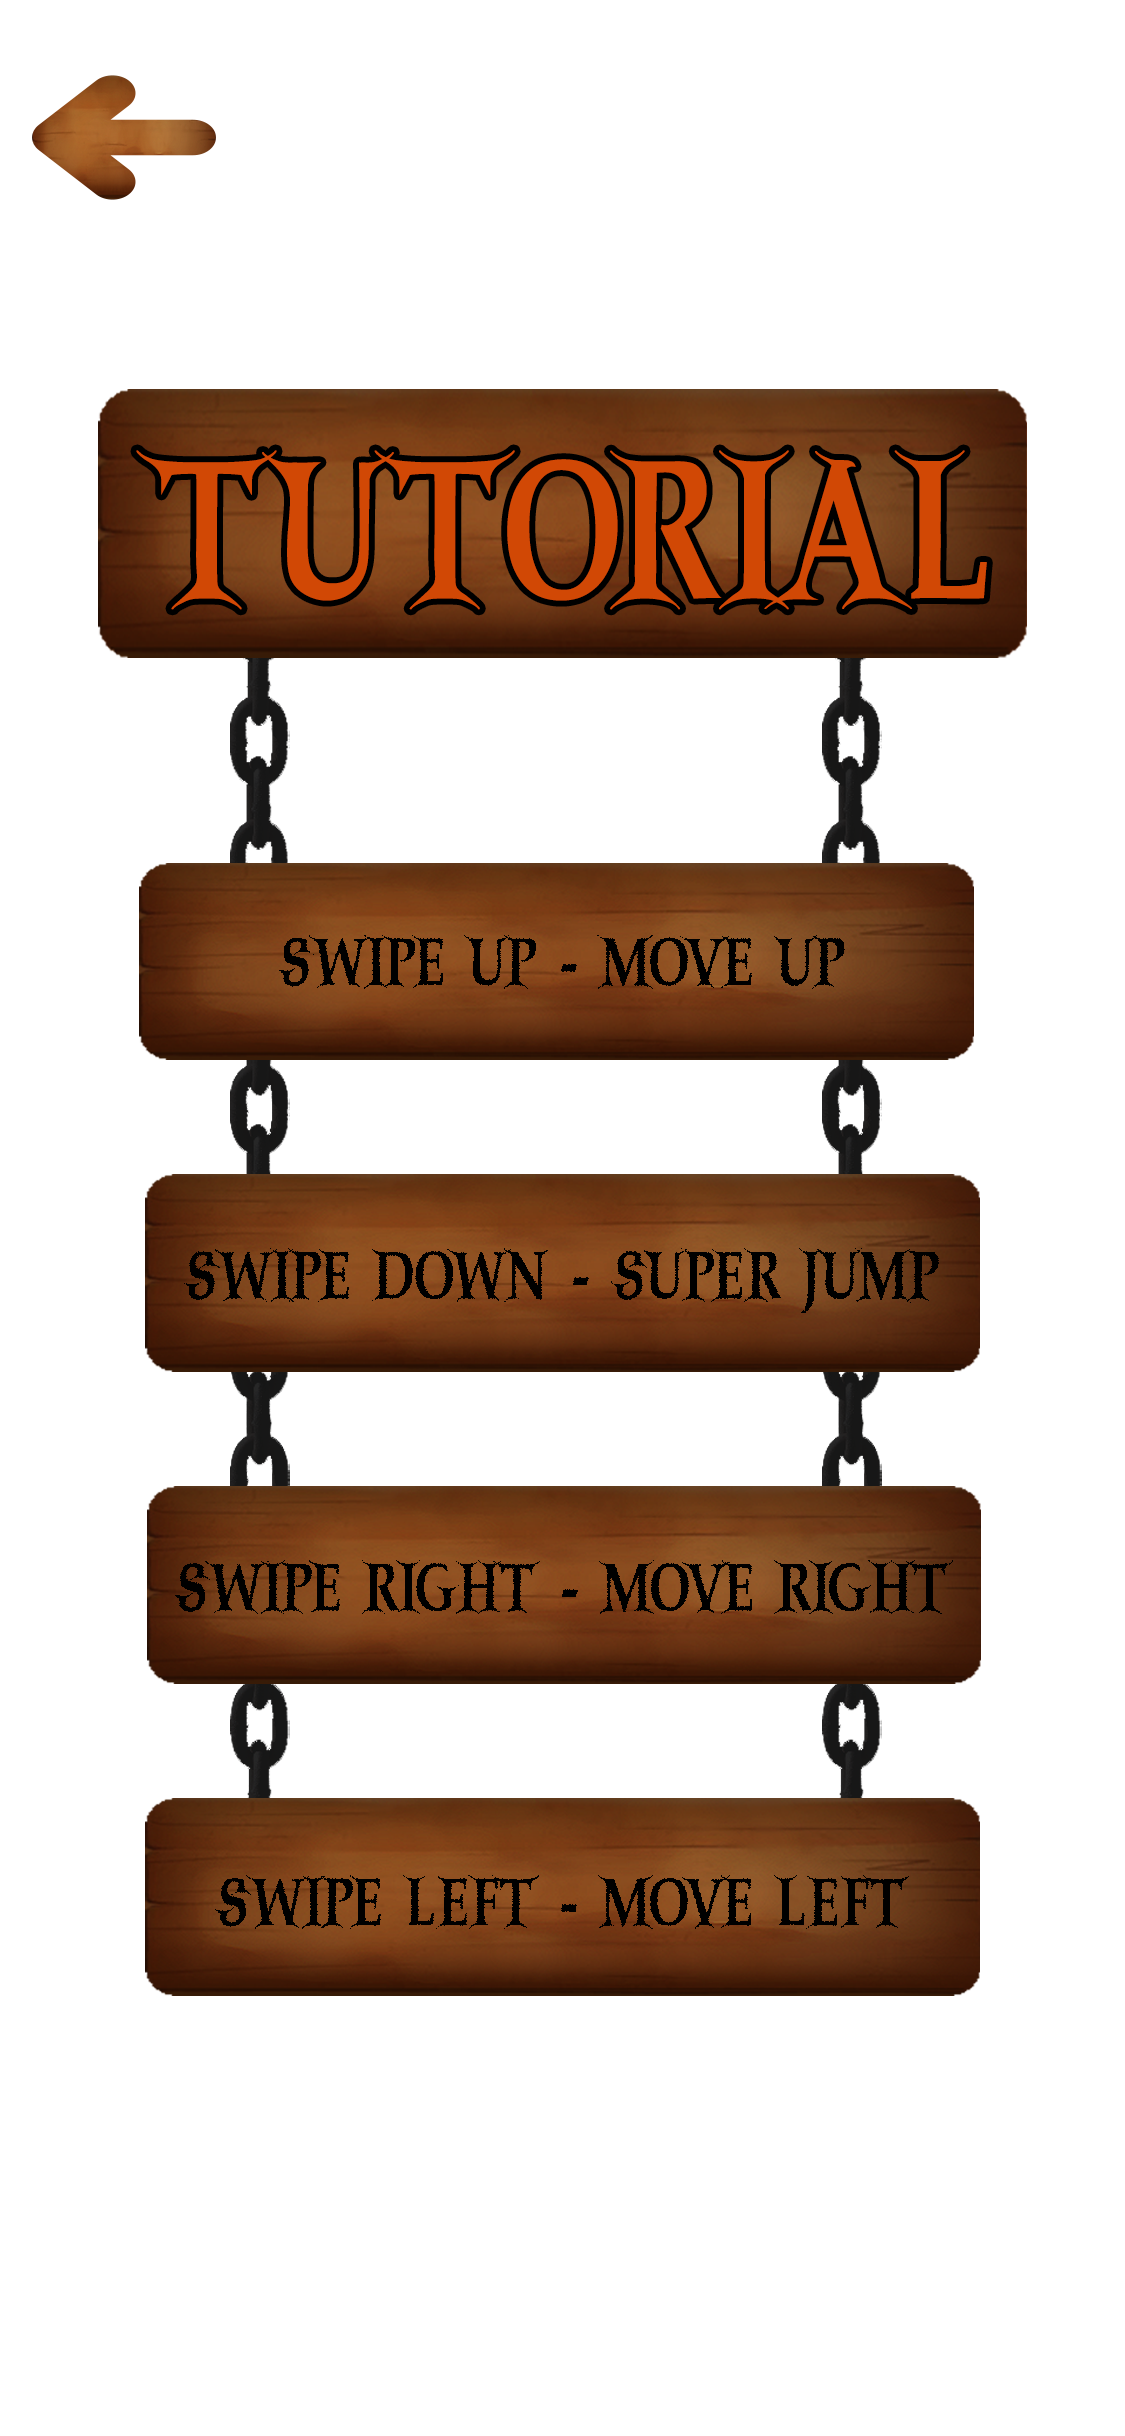 TUTORIAL
SWIPE UP - MOVE UP
SWIPE DOWN - SUPER JUMP
SWIPE RIGHT - MOVE RIGHT
SWIPE LEFT - MOVE LEFT